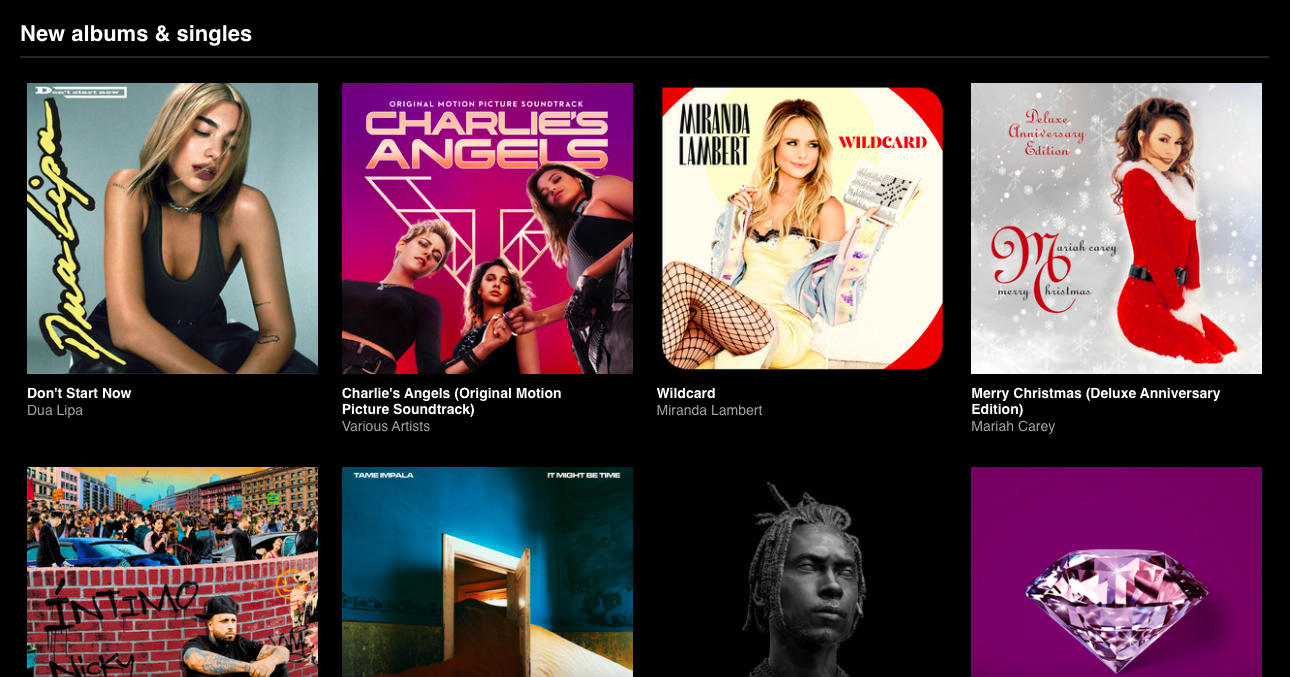 New albums & singles
Don't start now
Dua Lipa
ORIGINAL MOTION PICTURE SOUNDTRACK
CHARLIE'S
ANGELS
MIRANDA
LAMBERT
WILDCARD
Deluxe
Anniversary
Edition
Mariah carey
merry christmas
Don't Start Now
Dua Lipa
Charlie's Angels (Original Motion
Picture Soundtrack)
Various Artists
Wildcard
Miranda Lambert
Merry Christmas (Deluxe Anniversary
Edition)
Mariah Carey
ÍNTIMO
NICKY
TAME IMPALA
IT MIGHT BE TIME